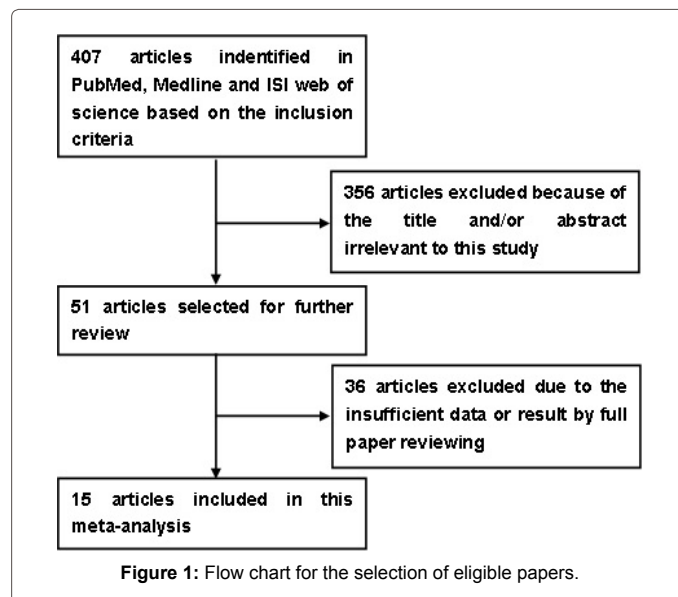 407 articles indentified in
PubMed, Medline and ISI web of
science based on the inclusion
criteria
356 articles excluded because of
the title and/or abstract
irrelevant to this study
51 articles selected for further
review
36 articles excluded due to the
insufficient data or result by full
paper reviewing
15 articles included in this
meta-analysis
Figure 1: Flow chart for the selection of eligible papers.